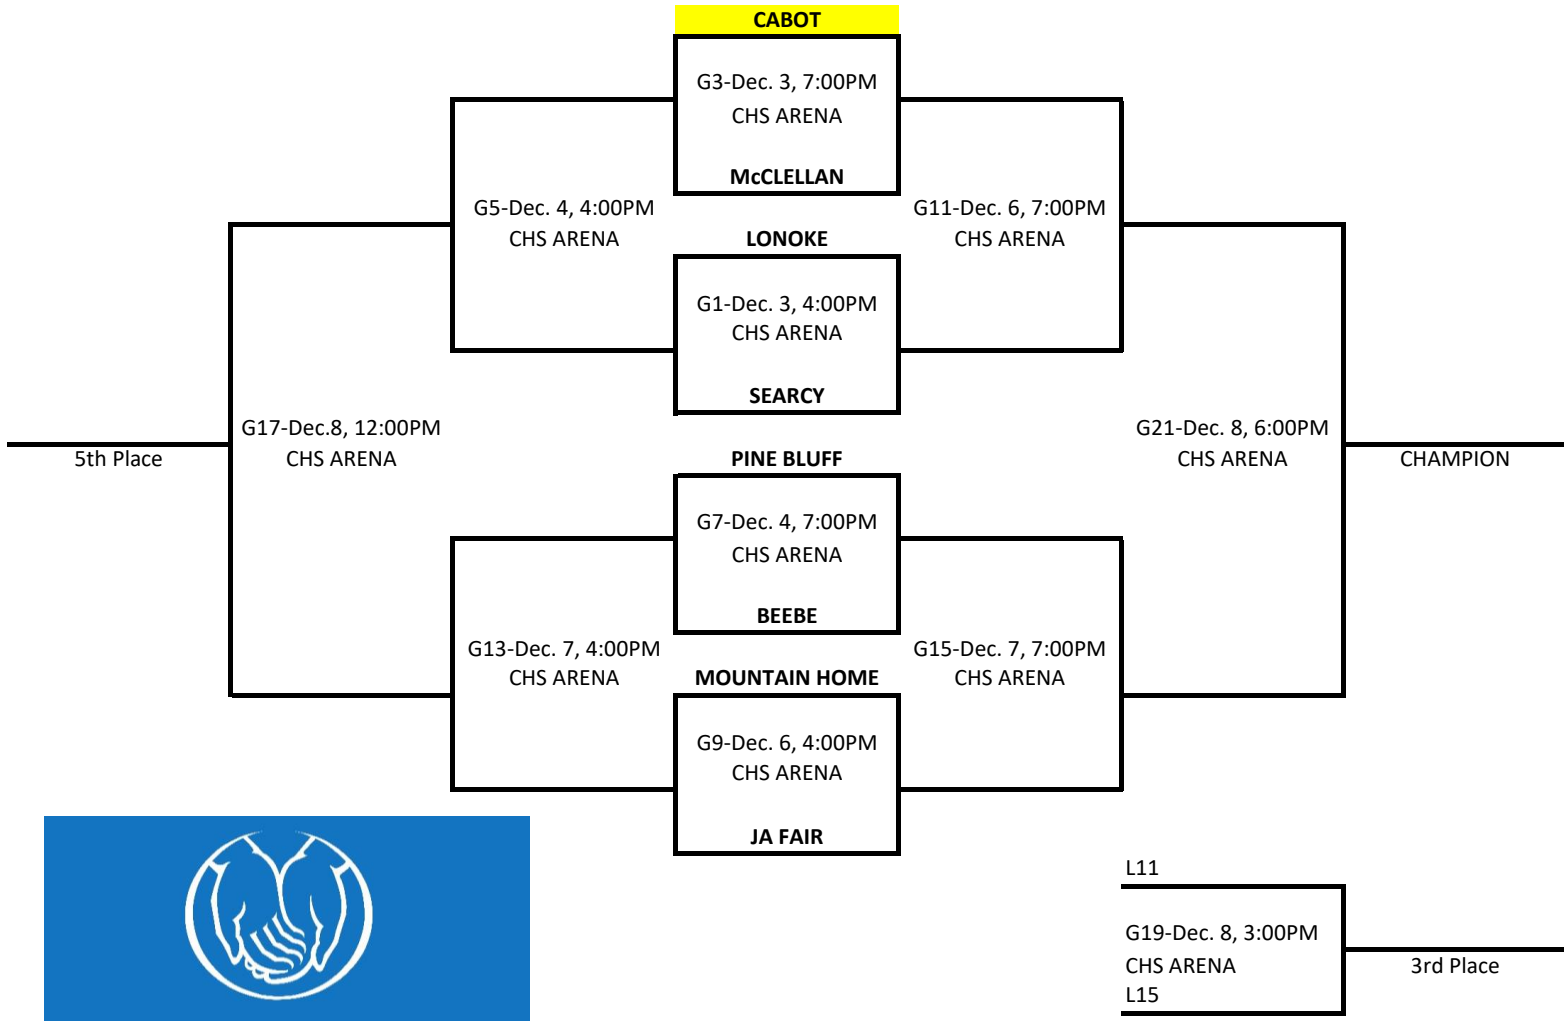 CABOT
G3-Dec. 3, 7:00PM
CHS ARENA
McCLELLAN
G5-Dec. 4, 4:00PM
CHS ARENA
G11-Dec. 6, 7:00PM
CHS ARENA
LONOKE
G1-Dec. 3, 4:00PM
CHS ARENA
SEARCY
G17-Dec.8, 12:00PM
CHS ARENA
5th Place
G21-Dec. 8, 6:00PM
CHS ARENA
CHAMPION
PINE BLUFF
G7-Dec. 4, 7:00PM
CHS ARENA
BEEBE
G13-Dec. 7, 4:00PM
CHS ARENA
G15-Dec. 7, 7:00PM
CHS ARENA
MOUNTAIN HOME
G9-Dec. 6, 4:00PM
CHS ARENA
JA FAIR
L11
G19-Dec. 8, 3:00PM
CHS ARENA
L15
3rd Place